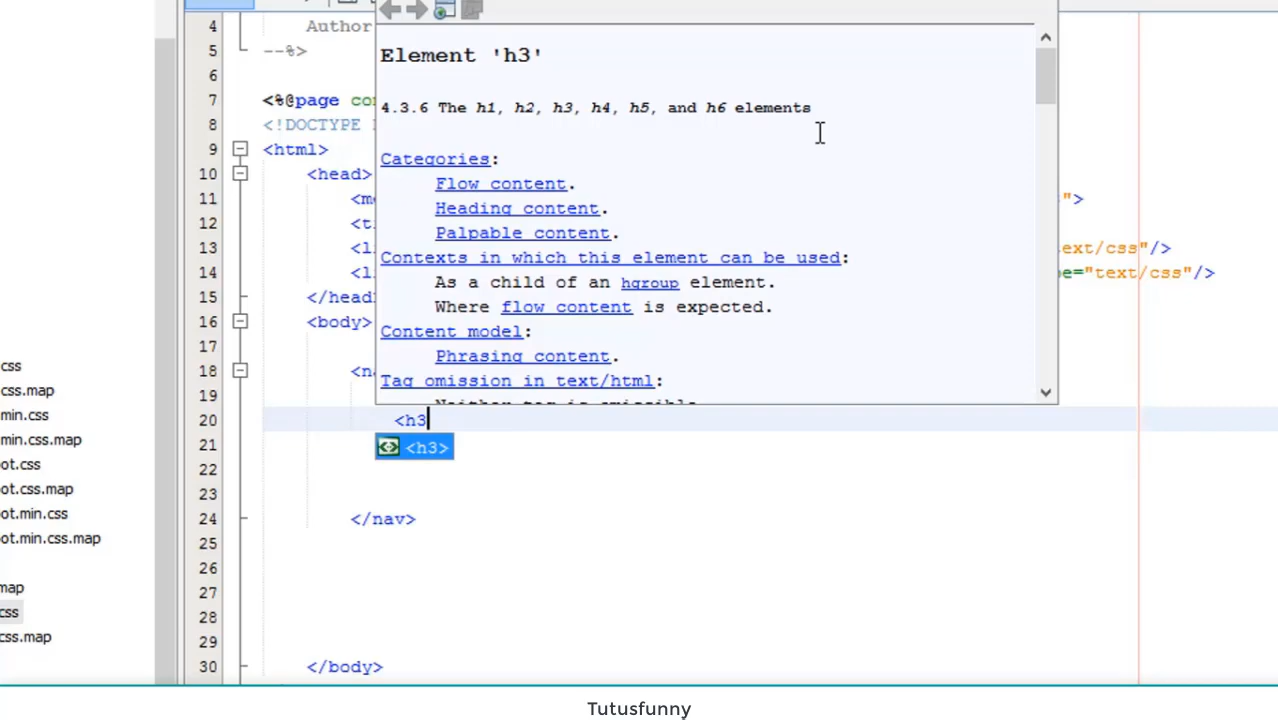 4 Author
5 --%>
6
7 <%@page co
8 <!DOCTYPE
9 <html>
10 <head>
11 <m ">
12 <t
13 <l ext/css"/>
14 <l e="text/css"/>
15 </head
16 <body>
17
18 <n
19
20 <h3
21 <h3>
22
23
24 </nav>
25
26
27
28
29
30 </body>
Element 'h3'
4.3.6 The h1, h2, h3, h4, h5, and h6 elements
Categories:
Flow content.
Heading content.
Palpable content.
Contexts in which this element can be used:
As a child of an hgroup element.
Where flow content is expected.
Content model:
Phrasing content.
Tag omission in text/html:
Neither tag is omissible
css
css.map
min.css
min.css.map
ot.css
ot.css.map
ot.min.css
ot.min.css.map
map
css
css.map
Tutusfunny